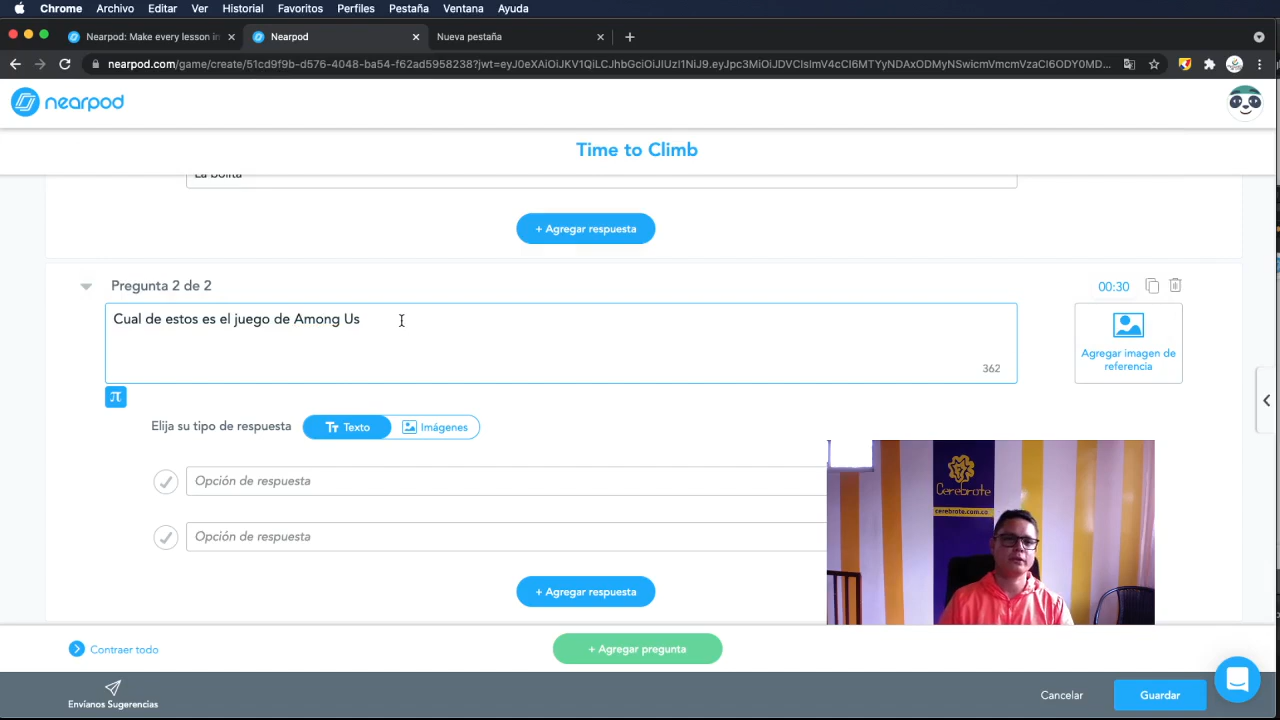 Chrome Archivo Editar Ver Historial Favoritos Perfiles Pestaña Ventana Ayuda
Nearpod: Make every lesson in
Nearpod
Nueva pestaña
nearpod.com/game/create/51cd9f9b-d576-4048-ba54-f62ad5958238?jwt=eyJ0eXAiOiJKV1QiLCJhbGciOiJIUzI1NiJ9.eyJpc3MiOiJDVCIsImV4cCI6MTYyNDAxODMyNSwicmVmcmVzaCI6ODY0MD...
nearpod
Time to Climb
La Bolita
+ Agregar respuesta
Pregunta 2 de 2
00:30
Cual de estos es el juego de Among Us
362
Agregar imagen de
referencia
π
Elija su tipo de respuesta
Tт Texto
Imágenes
Opción de respuesta
Opción de respuesta
Cerebrote
cerebrote.com.co
+ Agregar respuesta
Contraer todo
+ Agregar pregunta
Envíanos Sugerencias
Cancelar
Guardar